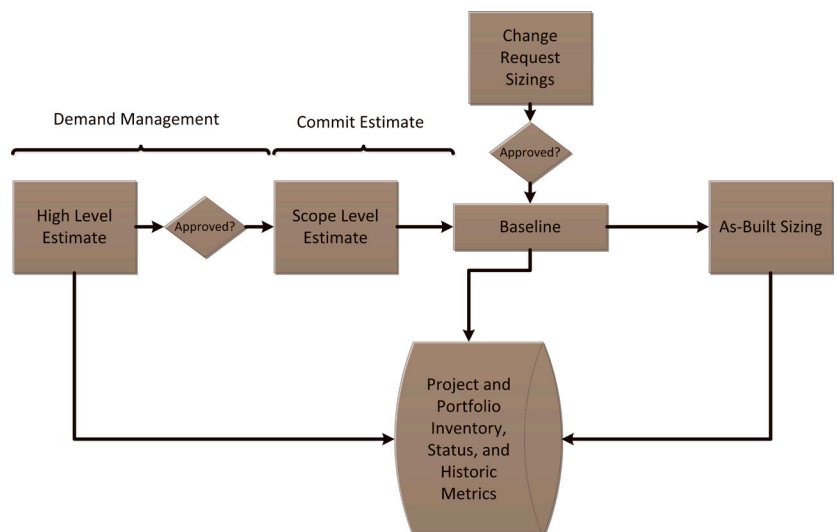 Change
Request
Sizings
Demand Management
Commit Estimate
Approved?
High Level
Estimate
Approved?
Scope Level
Estimate
Baseline
As-Built Sizing
Project and
Portfolio
Inventory,
Status, and
Historic
Metrics